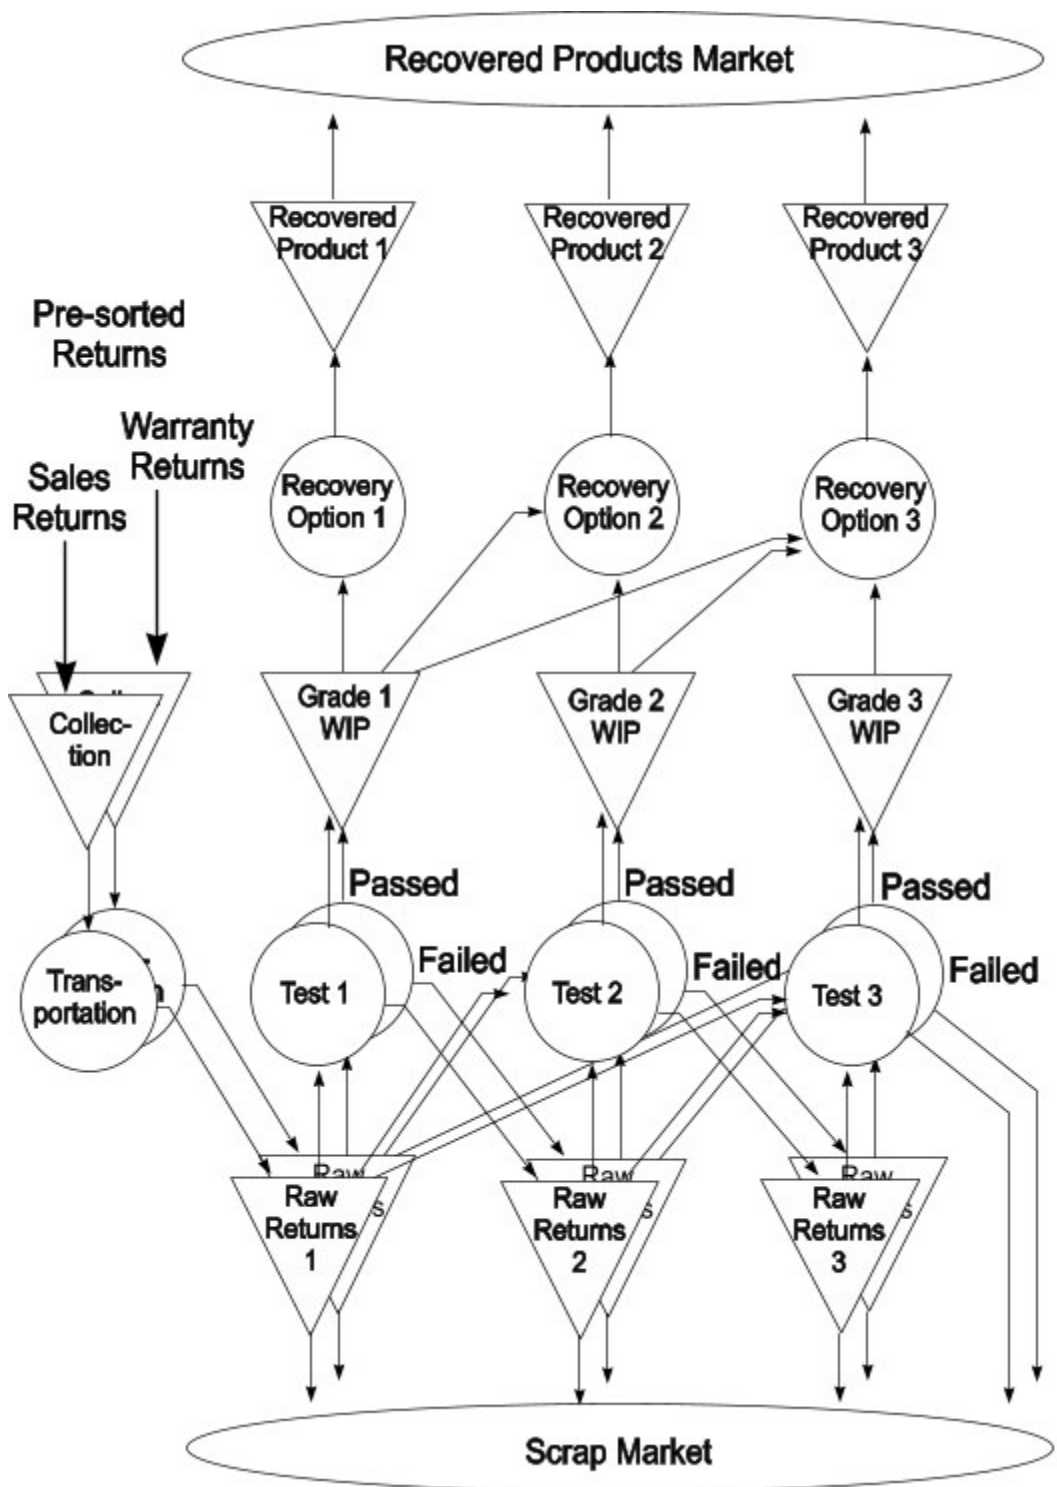 Recovered Products Market
Recovered
Product 1
Recovered
Product 2
Recovered
Product 3
Pre-sorted
Returns
Warranty
Returns
Sales
Returns
Recovery
Option 1
Recovery
Option 2
Recovery
Option 3
Grade 1
WIP
Grade 2
WIP
Grade 3
WIP
Collec-
tion
Passed
Passed
Passed
Failed
Failed
Failed
Trans-
portation
Test 1
Test 2
Test 3
Raw
Raw
Raw
Raw
Returns
1
Raw
Returns
2
Raw
Returns
3
Scrap Market